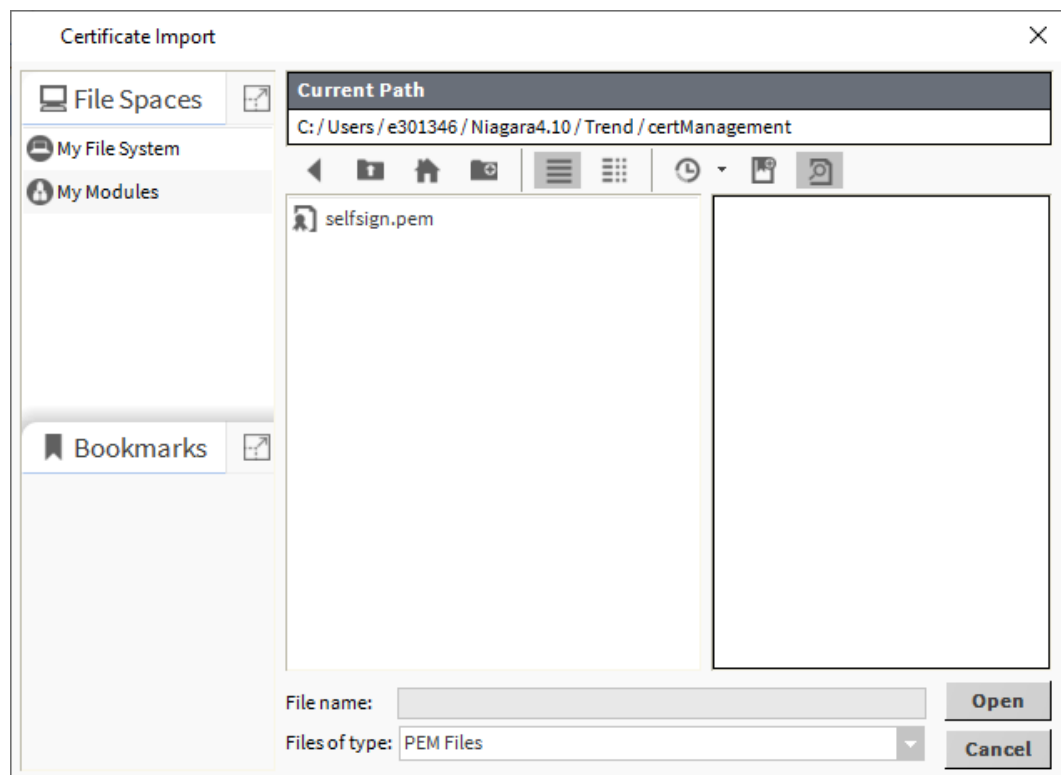 Certificate Import
File Spaces
My File System
My Modules
Bookmarks
Current Path
C: / Users / e301346 / Niagara4.10 / Trend / certManagement
selfsign.pem
File name:
Open
Files of type: PEM Files
Cancel